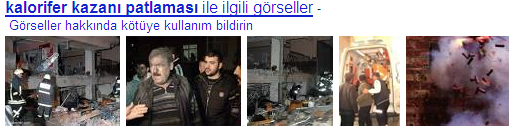 kalorifer kazanı patlaması ile ilgili görseller -
Görseller hakkında kötüye kullanım bildirin